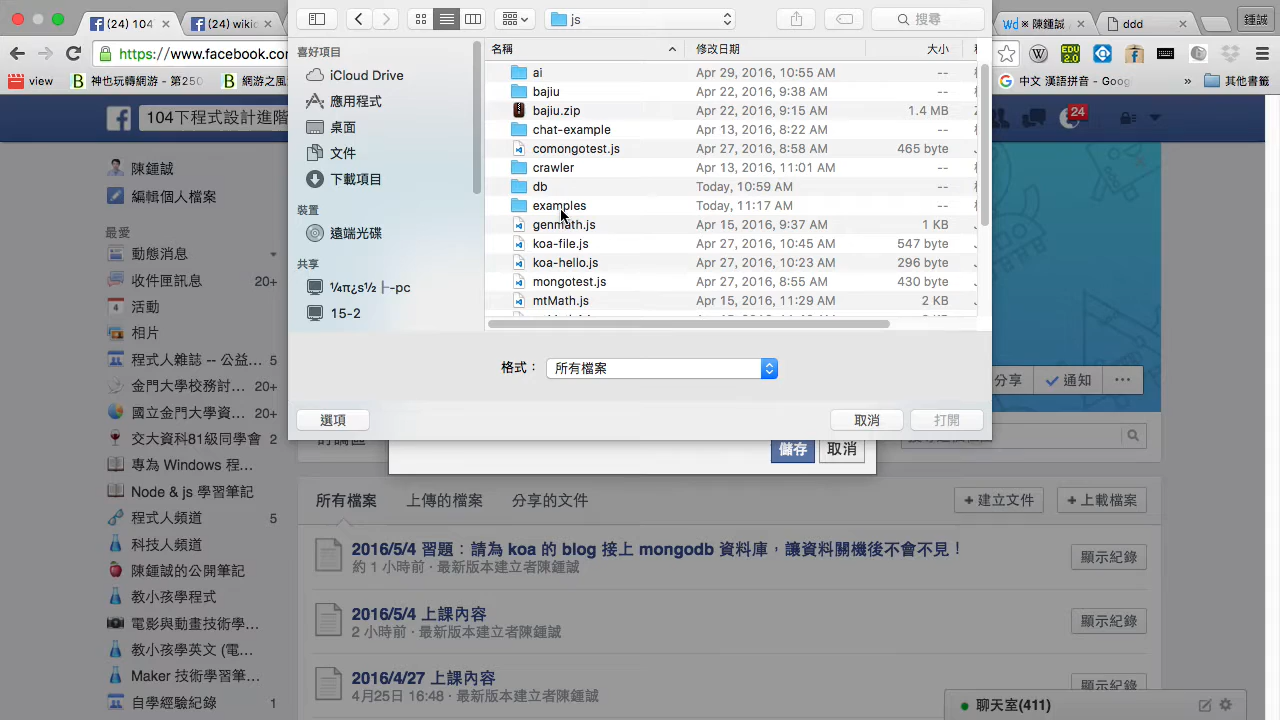 (24) 104
(24) wikic
js
搜尋
Wd ※ 陳鍾誠
ddd
鍾誠
https://www.facebook.com
view
神也玩轉網游 - 第250
網游之風
中文 漢語拼音 - Goog
»
其他書籤
喜好項目
iCloud Drive
應用程式
桌面
文件
下載項目
裝置
遠端光碟
共享
15-2
名稱 修改日期 大小
ai Apr 29, 2016, 10:55 AM --
bajiu Apr 22, 2016, 9:38 AM --
bajiu.zip Apr 22, 2016, 9:15 AM 1.4 MB
chat-example Apr 13, 2016, 8:22 AM --
comongotest.js Apr 27, 2016, 8:58 AM 465 byte
crawler Apr 13, 2016, 11:01 AM --
db Today, 10:59 AM --
examples Today, 11:17 AM --
genmath.js Apr 15, 2016, 9:37 AM 1 KB
koa-file.js Apr 27, 2016, 10:45 AM 547 byte
koa-hello.js Apr 27, 2016, 10:23 AM 296 byte
mongotest.js Apr 27, 2016, 8:55 AM 430 byte
mtMath.js Apr 15, 2016, 11:29 AM 2 KB
格式：
所有檔案
選項
取消
打開
104下程式設計進階
24
陳鍾誠
編輯個人檔案
最愛
動態消息
收件匣訊息 20+
活動
相片
程式人雜誌 -- 公益... 5
金門大學校務討... 20+
國立金門大學資... 20+
交大資科81級同學會 2
專為 Windows 程...
Node & js 學習筆記
程式人頻道 5
科技人頻道
陳鍾誠的公開筆記
教小孩學程式
電影與動畫技術學...
教小孩學英文 (電...
Maker 技術學習筆...
自學經驗紀錄
分享
通知
...
儲存
取消
所有檔案
上傳的檔案
分享的文件
+ 建立文件
+ 上載檔案
2016/5/4 習題：請為 koa 的 blog 接上 mongodb 資料庫，讓資料關機後不會不見！
約 1 小時前 · 最新版本建立者陳鍾誠
顯示紀錄
2016/5/4 上課內容
2 小時前 · 最新版本建立者陳鍾誠
顯示紀錄
2016/4/27 上課內容
4月25日 16:48 · 最新版本建立者陳鍾誠
顯示紀錄
聊天室(411)